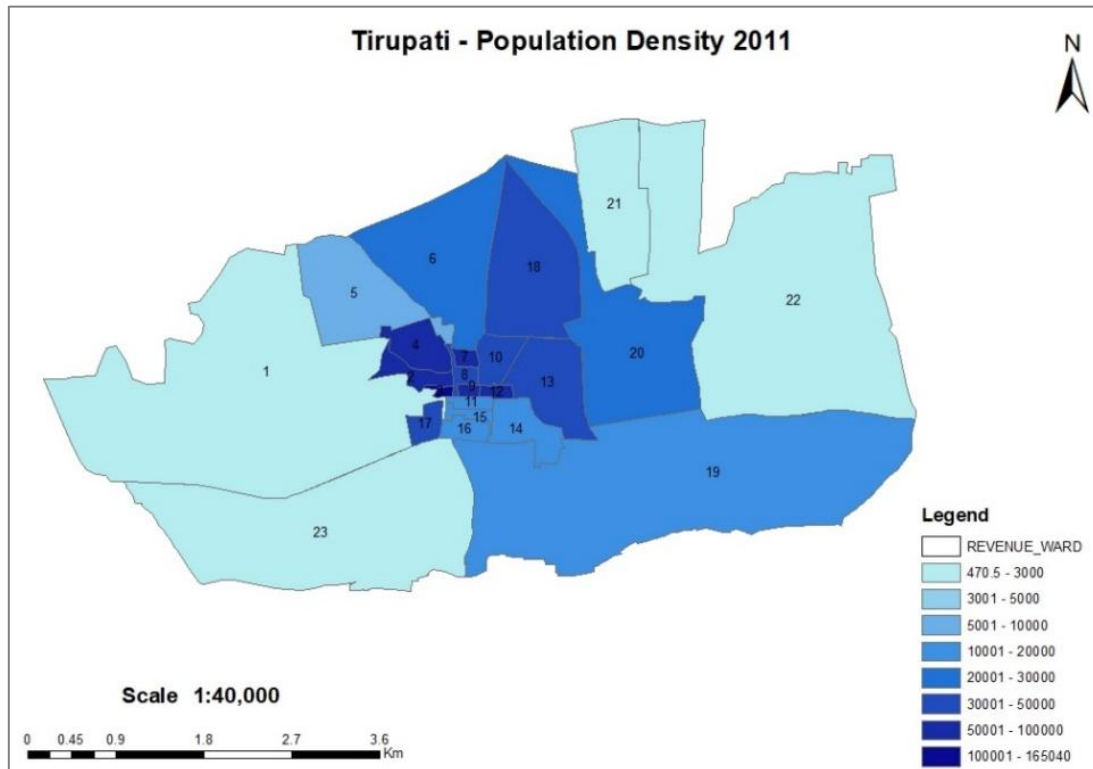 Tirupati - Population Density 2011
N
21
6
18
5
22
4
7
10
20
1
8
2
13
9
12
3
11
15
17
16
14
19
23
Legend
REVENUE_WARD
470.5 - 3000
3001 - 5000
5001 - 10000
10001 - 20000
20001 - 30000
30001 - 50000
50001 - 100000
100001 - 165040
Scale 1:40,000
0 0.45 0.9 1.8 2.7 3.6
Km